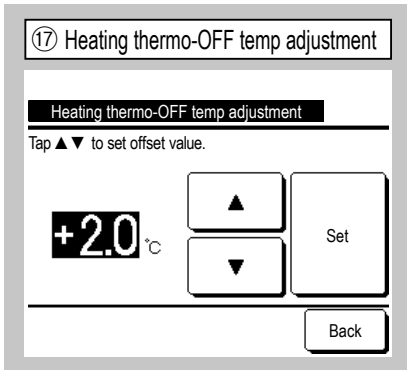 ⑰ Heating thermo-OFF temp adjustment
Heating thermo-OFF temp adjustment
Tap ▲▼ to set offset value.
▲
+2.0 °C
Set
▼
Back